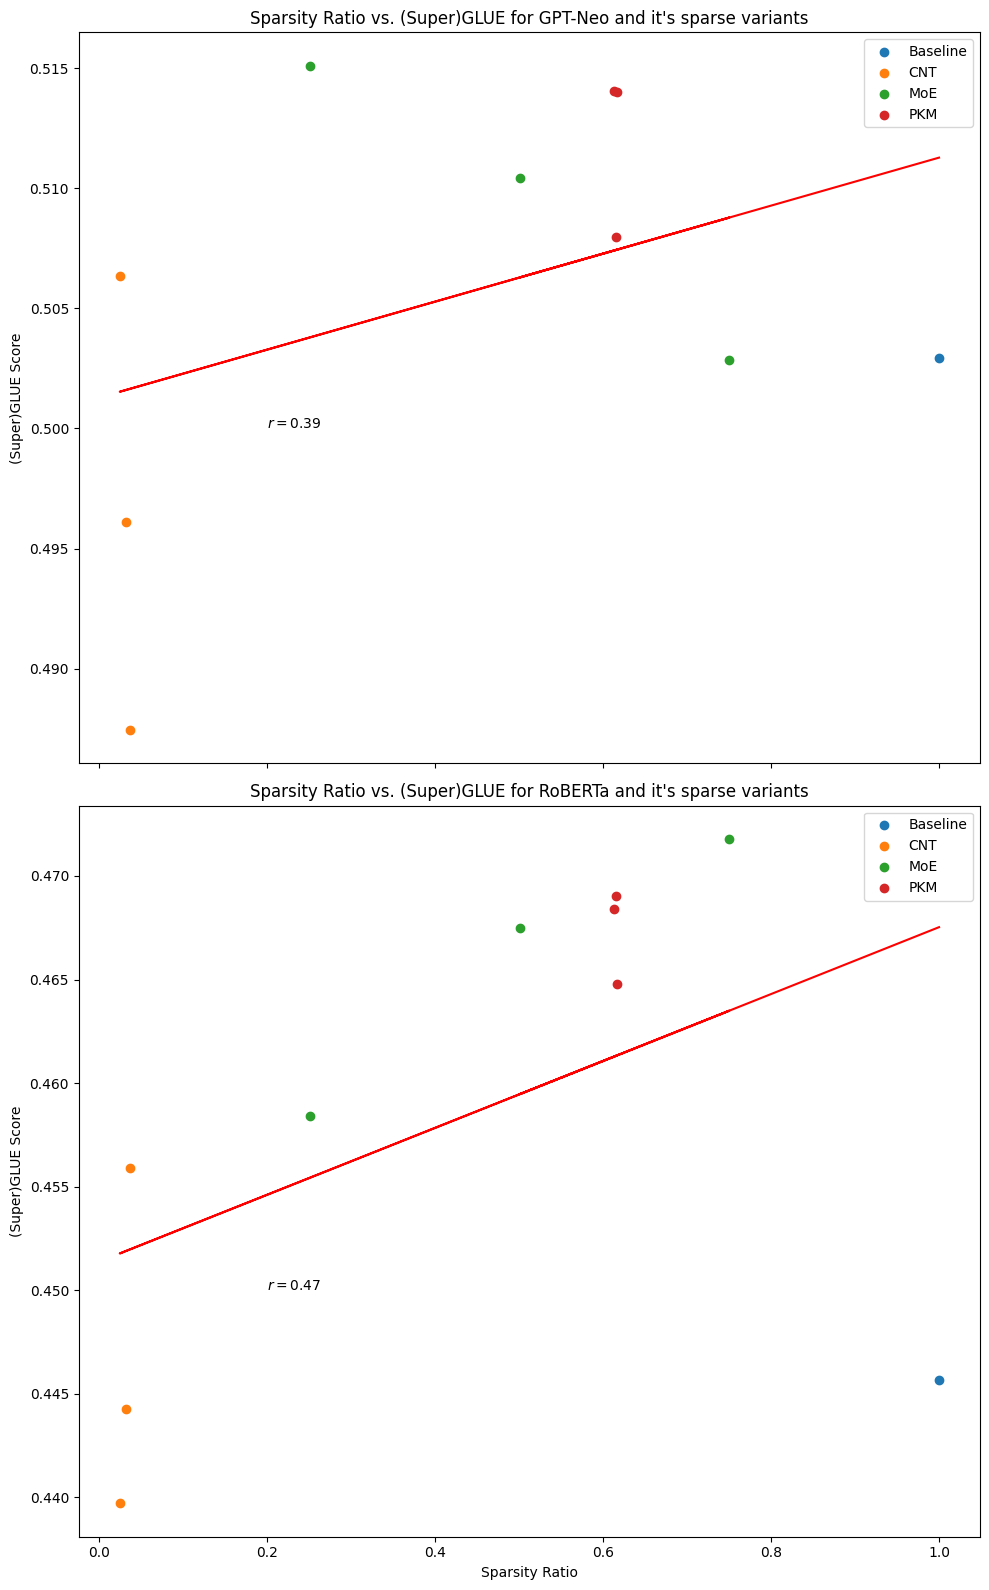 Sparsity Ratio vs. (Super)GLUE for GPT-Neo and it's sparse variants
Baseline
CNT
MoE
PKM
0.515
0.510
0.505
0.500
0.495
0.490
(Super)GLUE Score
r = 0.39
Sparsity Ratio vs. (Super)GLUE for RoBERTa and it's sparse variants
Baseline
CNT
MoE
PKM
0.470
0.465
0.460
0.455
0.450
0.445
0.440
(Super)GLUE Score
r = 0.47
0.0 0.2 0.4 0.6 0.8 1.0
Sparsity Ratio